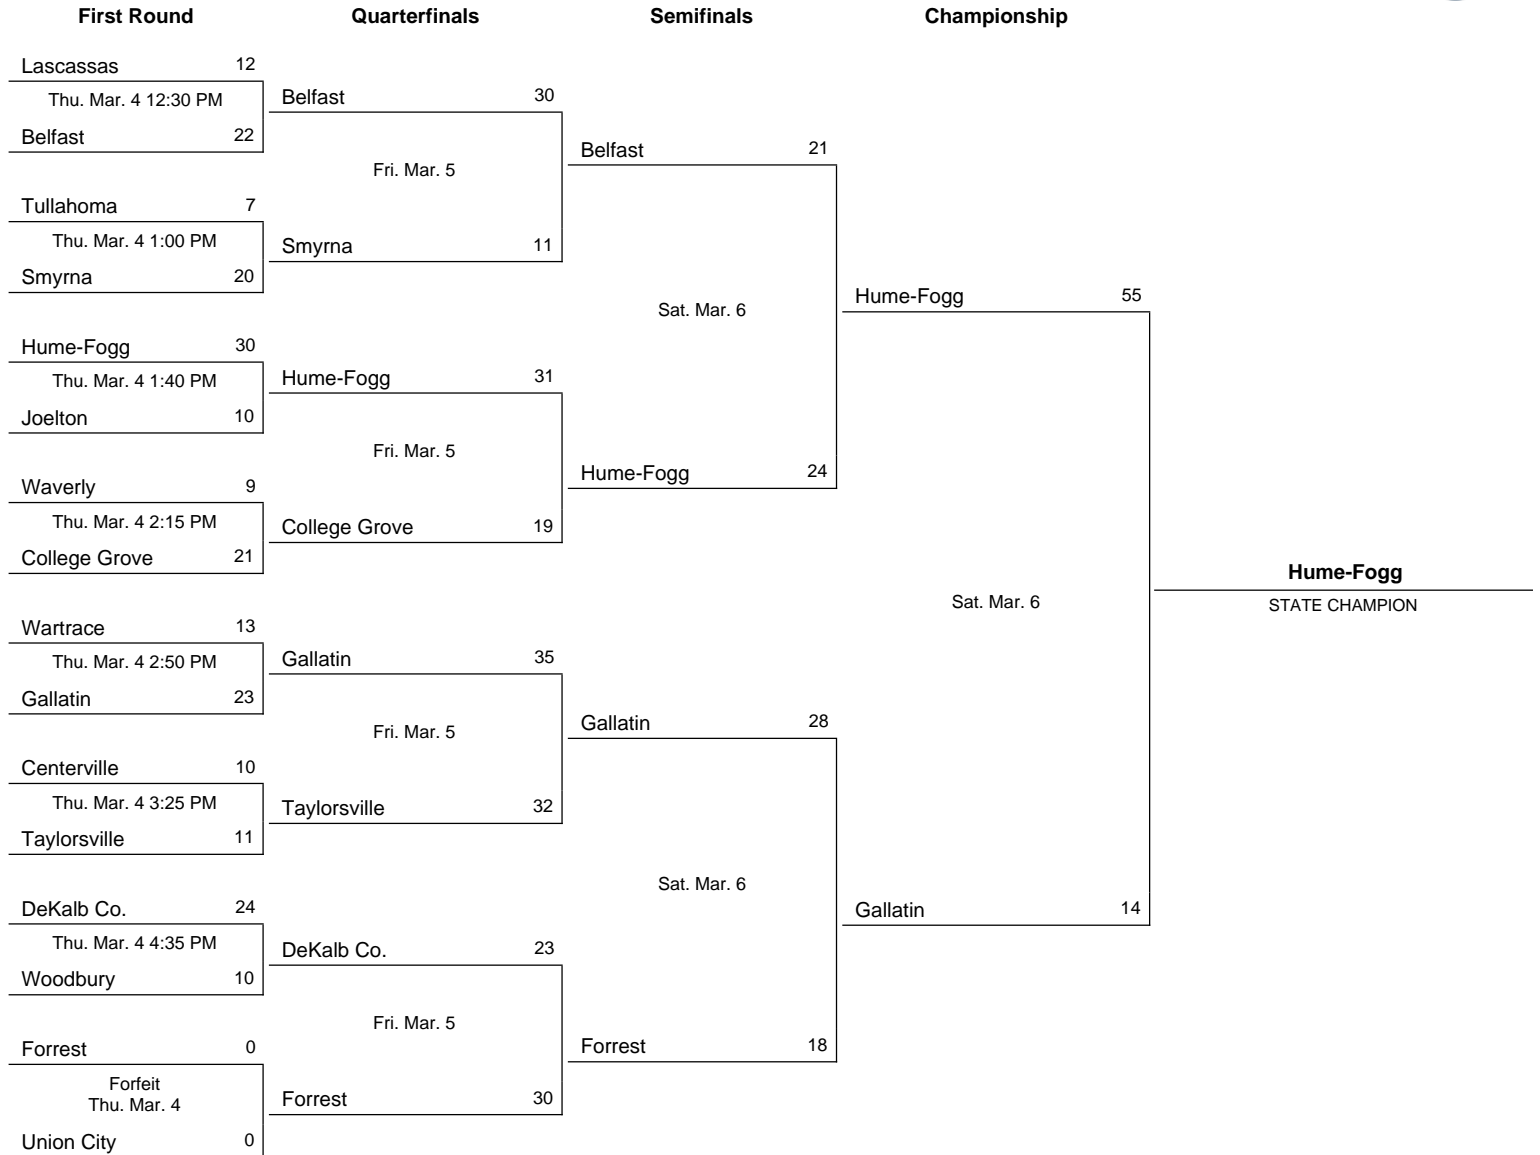 First Round Quarterfinals Semifinals Championship
Lascassas 12
Thu. Mar. 4 12:30 PM
Belfast 22
Tullahoma 7
Thu. Mar. 4 1:00 PM
Smyrna 20
Hume-Fogg 30
Thu. Mar. 4 1:40 PM
Joelton 10
Waverly 9
Thu. Mar. 4 2:15 PM
College Grove 21
Wartrace 13
Thu. Mar. 4 2:50 PM
Gallatin 23
Centerville 10
Thu. Mar. 4 3:25 PM
Taylorsville 11
DeKalb Co. 24
Thu. Mar. 4 4:35 PM
Woodbury 10
Forrest 0
Forfeit
Thu. Mar. 4
Union City 0
Belfast 30
Fri. Mar. 5
Smyrna 11
Hume-Fogg 31
Fri. Mar. 5
College Grove 19
Gallatin 35
Fri. Mar. 5
Taylorsville 32
DeKalb Co. 23
Fri. Mar. 5
Forrest 30
Belfast 21
Sat. Mar. 6
Hume-Fogg 24
Gallatin 28
Sat. Mar. 6
Forrest 18
Hume-Fogg 55
Sat. Mar. 6
Gallatin 14
Hume-Fogg
STATE CHAMPION